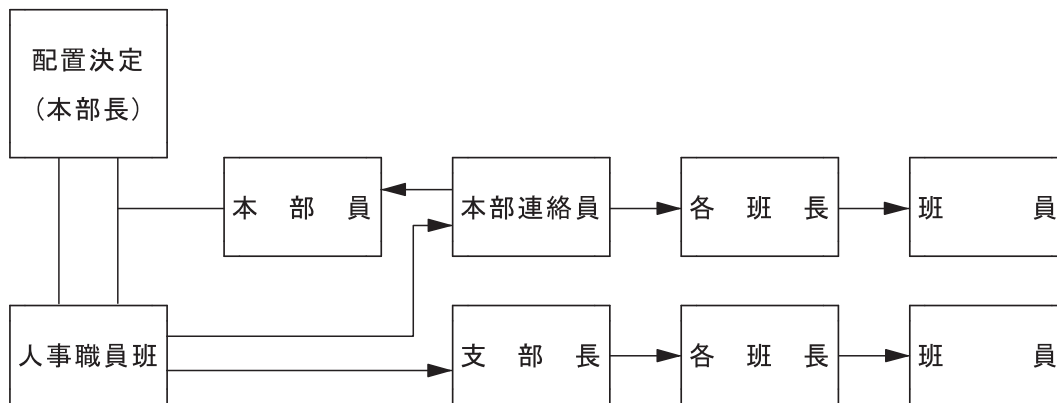 配置決定
（本部長）
本部員
本部連絡員
各班長
班員
人事職員班
支部長
各班長
班員